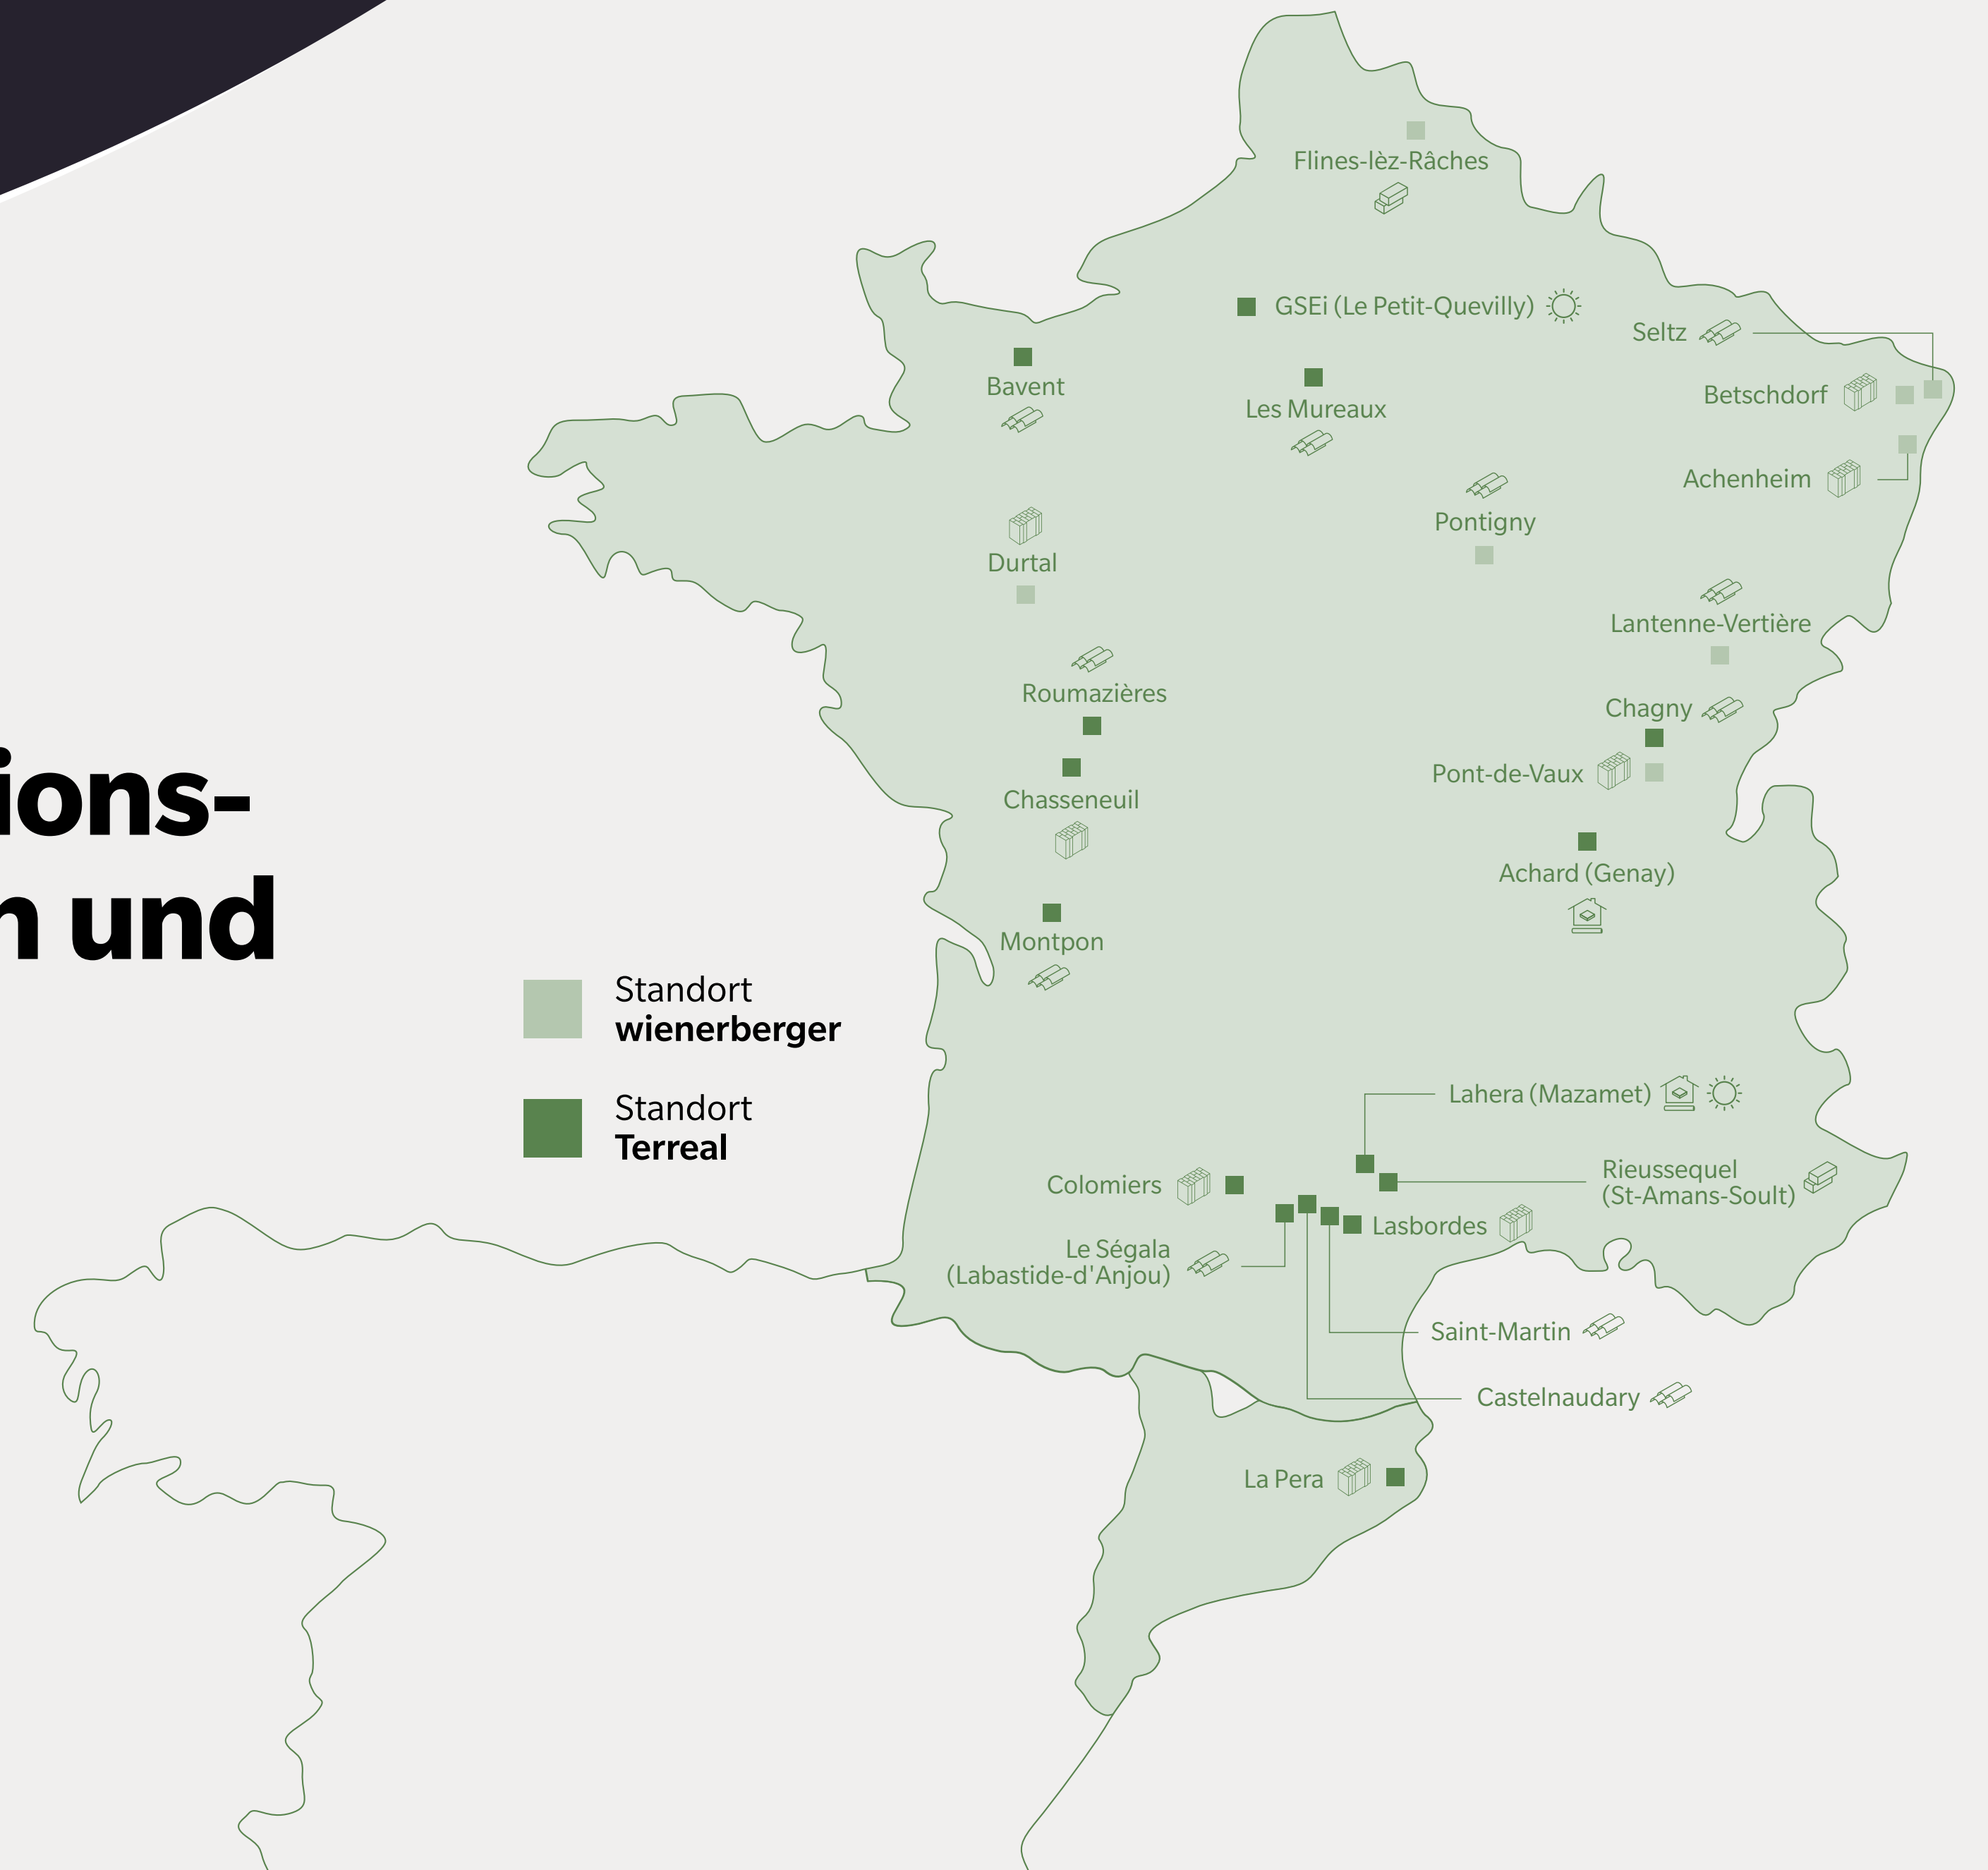 Flines-lèz-Râches
GSEi (Le Petit-Quevilly)
Seltz
Bavent
Les Mureaux
Betschdorf
Achenheim
Pontigny
Durtal
Lantenne-Vertière
Roumazières
Chagny
Pont-de-Vaux
Chasseneuil
ions-
n und
Achard (Genay)
Montpon
Standort
wienerberger
Standort
Terreal
Lahera (Mazamet)
Colomiers
Rieussequel
(St-Amans-Soult)
Lasbordes
Le Ségala
(Labastide-d'Anjou)
Saint-Martin
Castelnaudary
La Pera